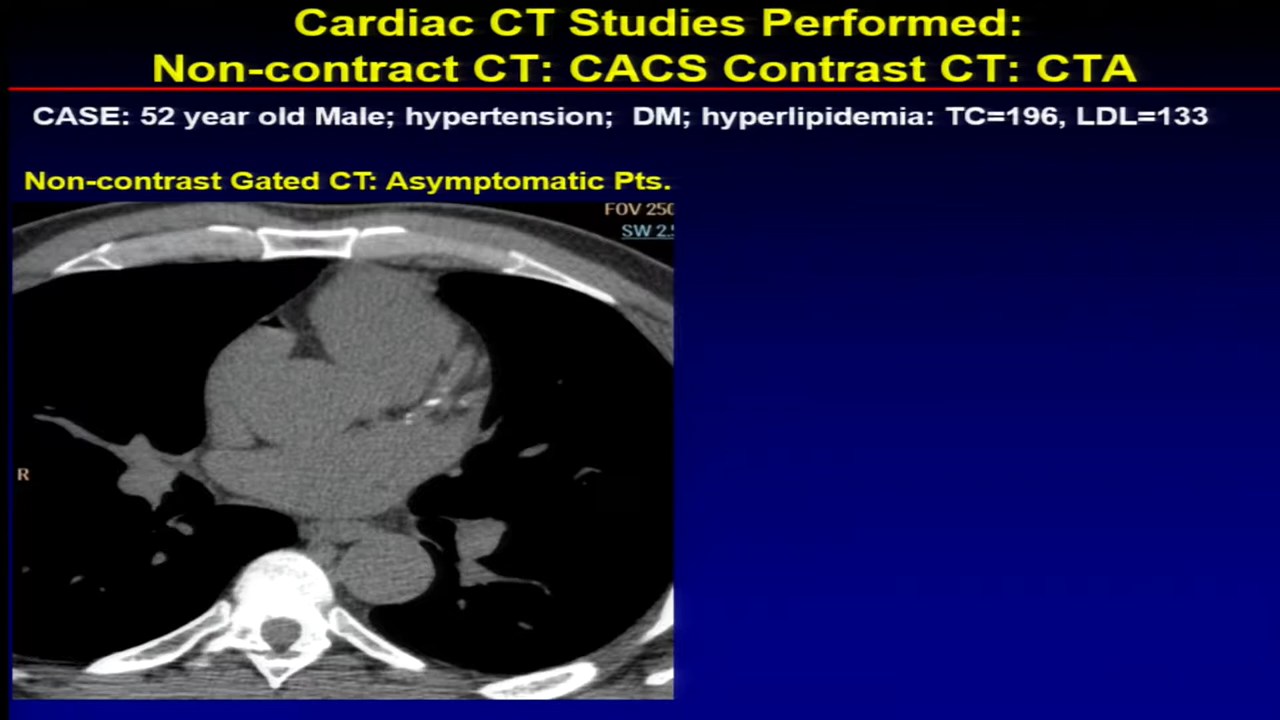 Cardiac CT Studies Performed:
Non-contract CT: CACS Contrast CT: CTA
CASE: 52 year old Male; hypertension; DM; hyperlipidemia: TC=196, LDL=133
Non-contrast Gated CT: Asymptomatic Pts.
FOV 250
SW 2.
R